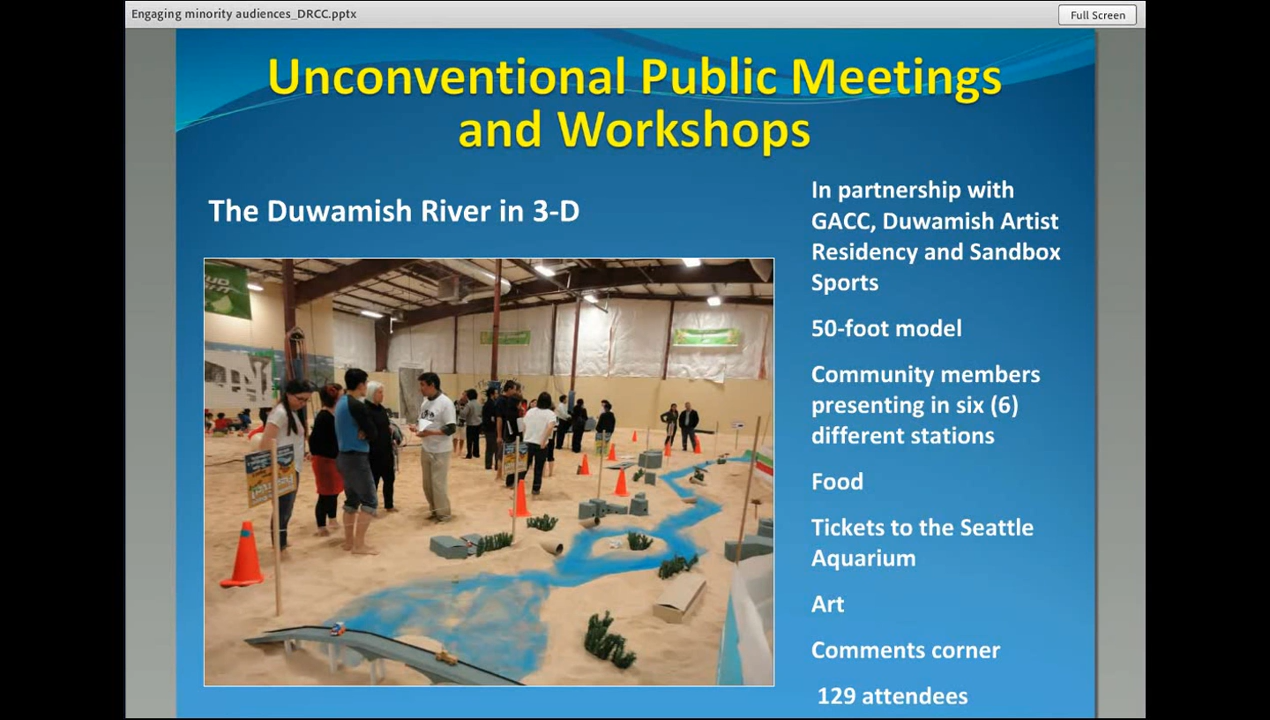 Engaging minority audiences_DRCC.pptx
Full Screen
Unconventional Public Meetings
and Workshops
The Duwamish River in 3-D
In partnership with
GACC, Duwamish Artist
Residency and Sandbox
Sports
50-foot model
Community members
presenting in six (6)
different stations
Food
Tickets to the Seattle
Aquarium
Art
Comments corner
129 attendees